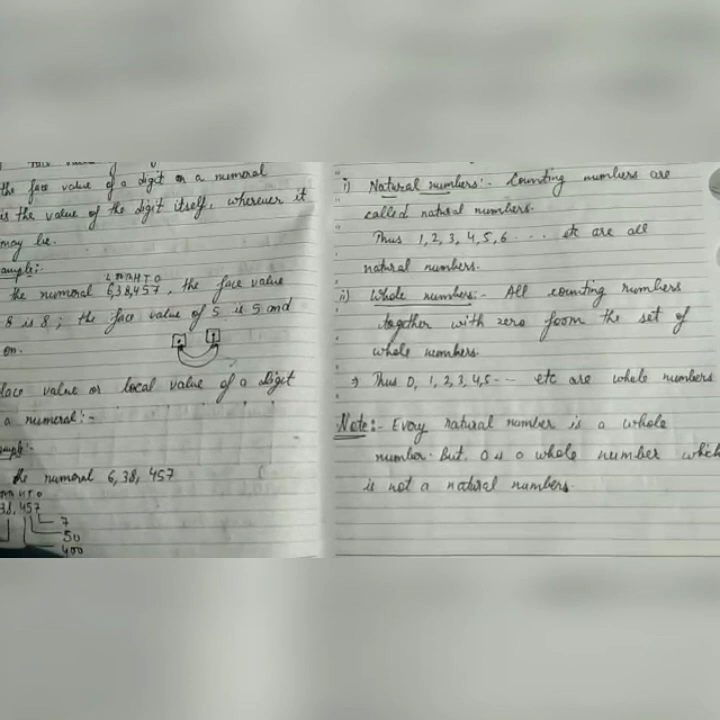 the face value of a digit in a numeral
is the value of the digit itself, wherever it
may be.
ample:-
L TTH TH H T O
the numeral 6,38,457, the face value
8 is 8; the face value of 5 is 5 and
on.
lace value or local value of a digit
a numeral:-
ample:-
the numeral 6,38,457
TTH TH H T O
38,457
7
50
400
i) Natural numbers:- Counting numbers are
called natural numbers.
Thus 1,2,3,4,5,6 .... etc are all
natural numbers.
ii) Whole numbers:- All counting numbers
together with zero foom the set of
whole numbers.
⇒ Thus 0, 1, 2, 3, 4, 5 -- etc are whole numbers
Note:- Every natural number is a whole
number. But 0 is a whole number which
is not a natural numbers.